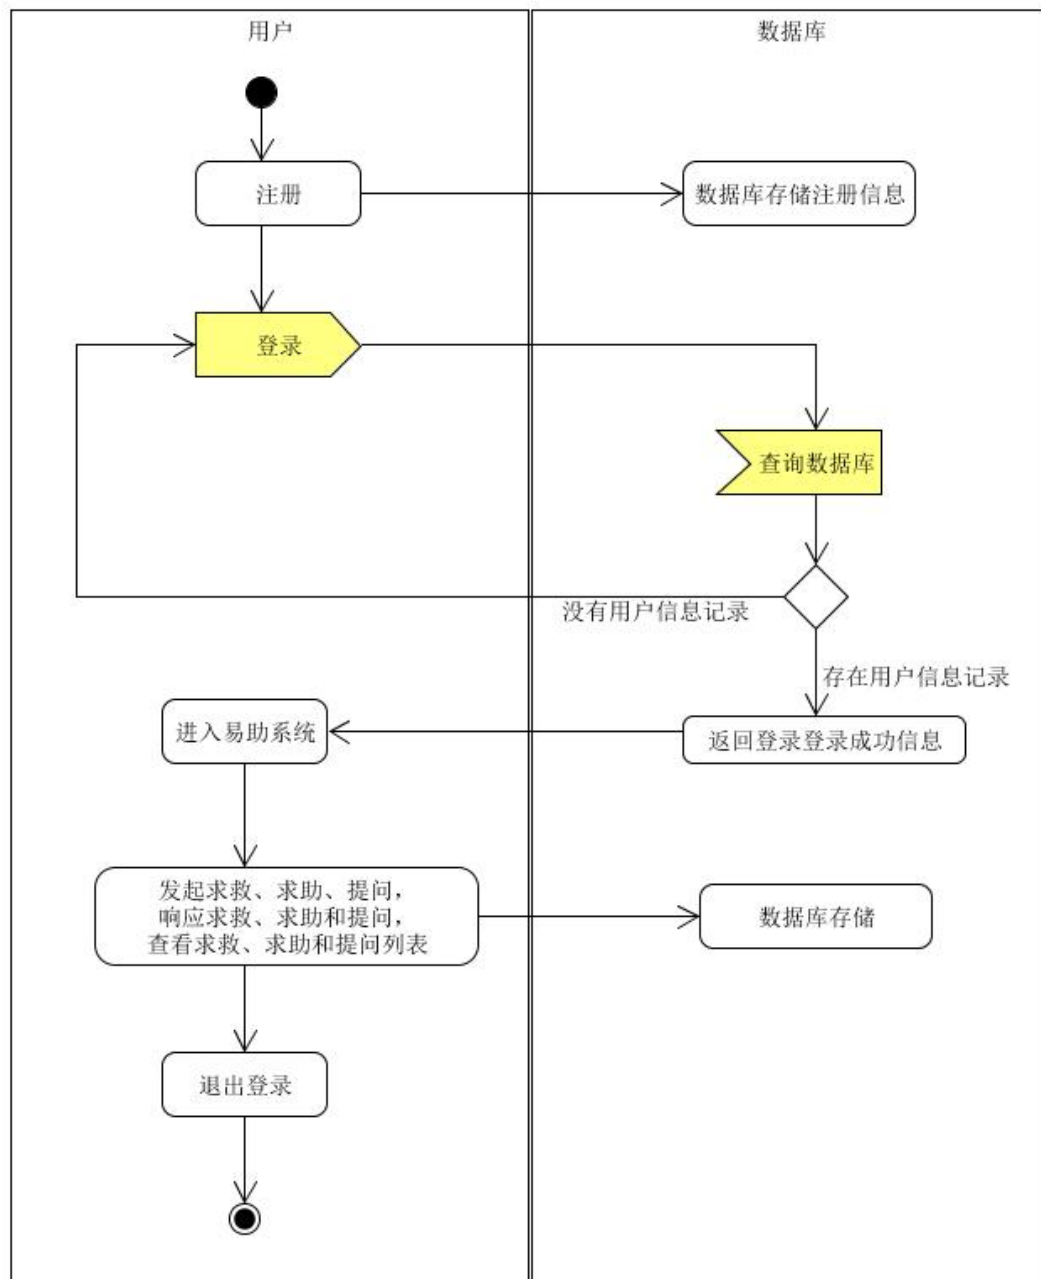 用户
数据库
注册
数据库存储注册信息
登录
查询数据库
没有用户信息记录
存在用户信息记录
进入易助系统
返回登录登录成功信息
发起求救、求助、提问,
响应求救、求助和提问,
查看求救、求助和提问列表
数据库存储
退出登录